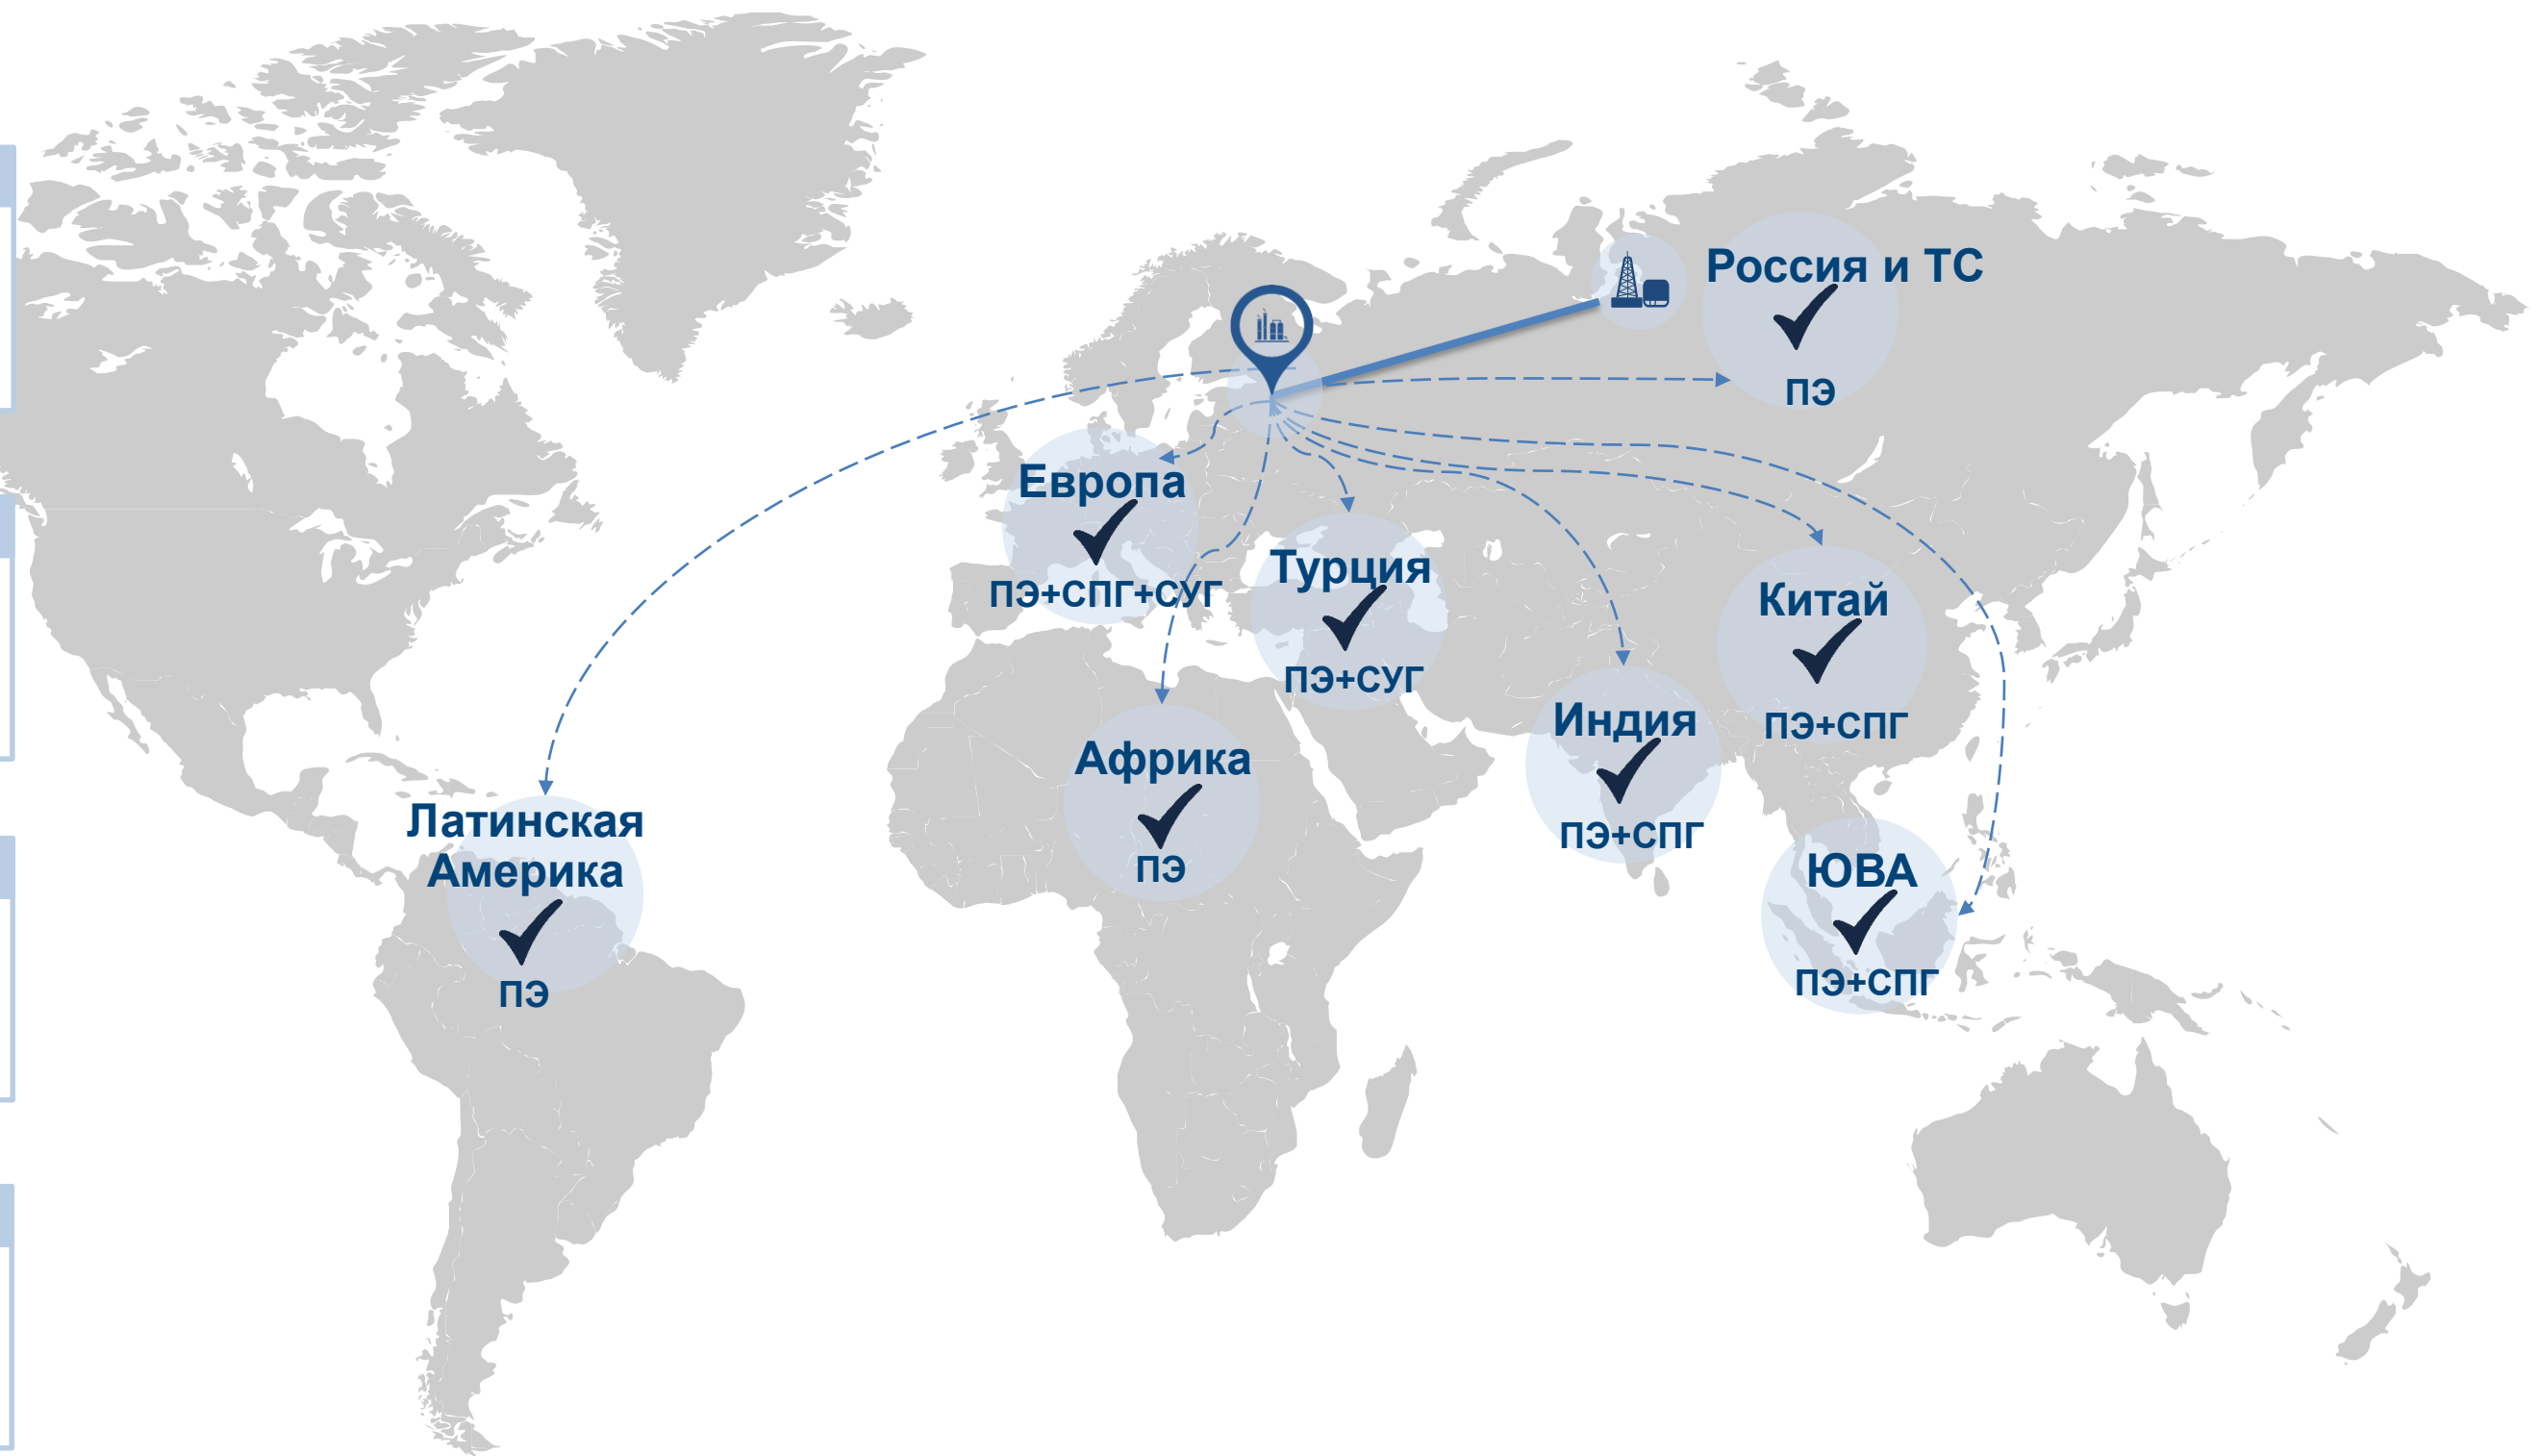 Россия и ТС
ПЭ
Европа
ПЭ+СПГ+СУГ
Турция
ПЭ+СУГ
Китай
ПЭ+СПГ
Индия
ПЭ+СПГ
Африка
ПЭ
Латинская
Америка
ПЭ
ЮВА
ПЭ+СПГ